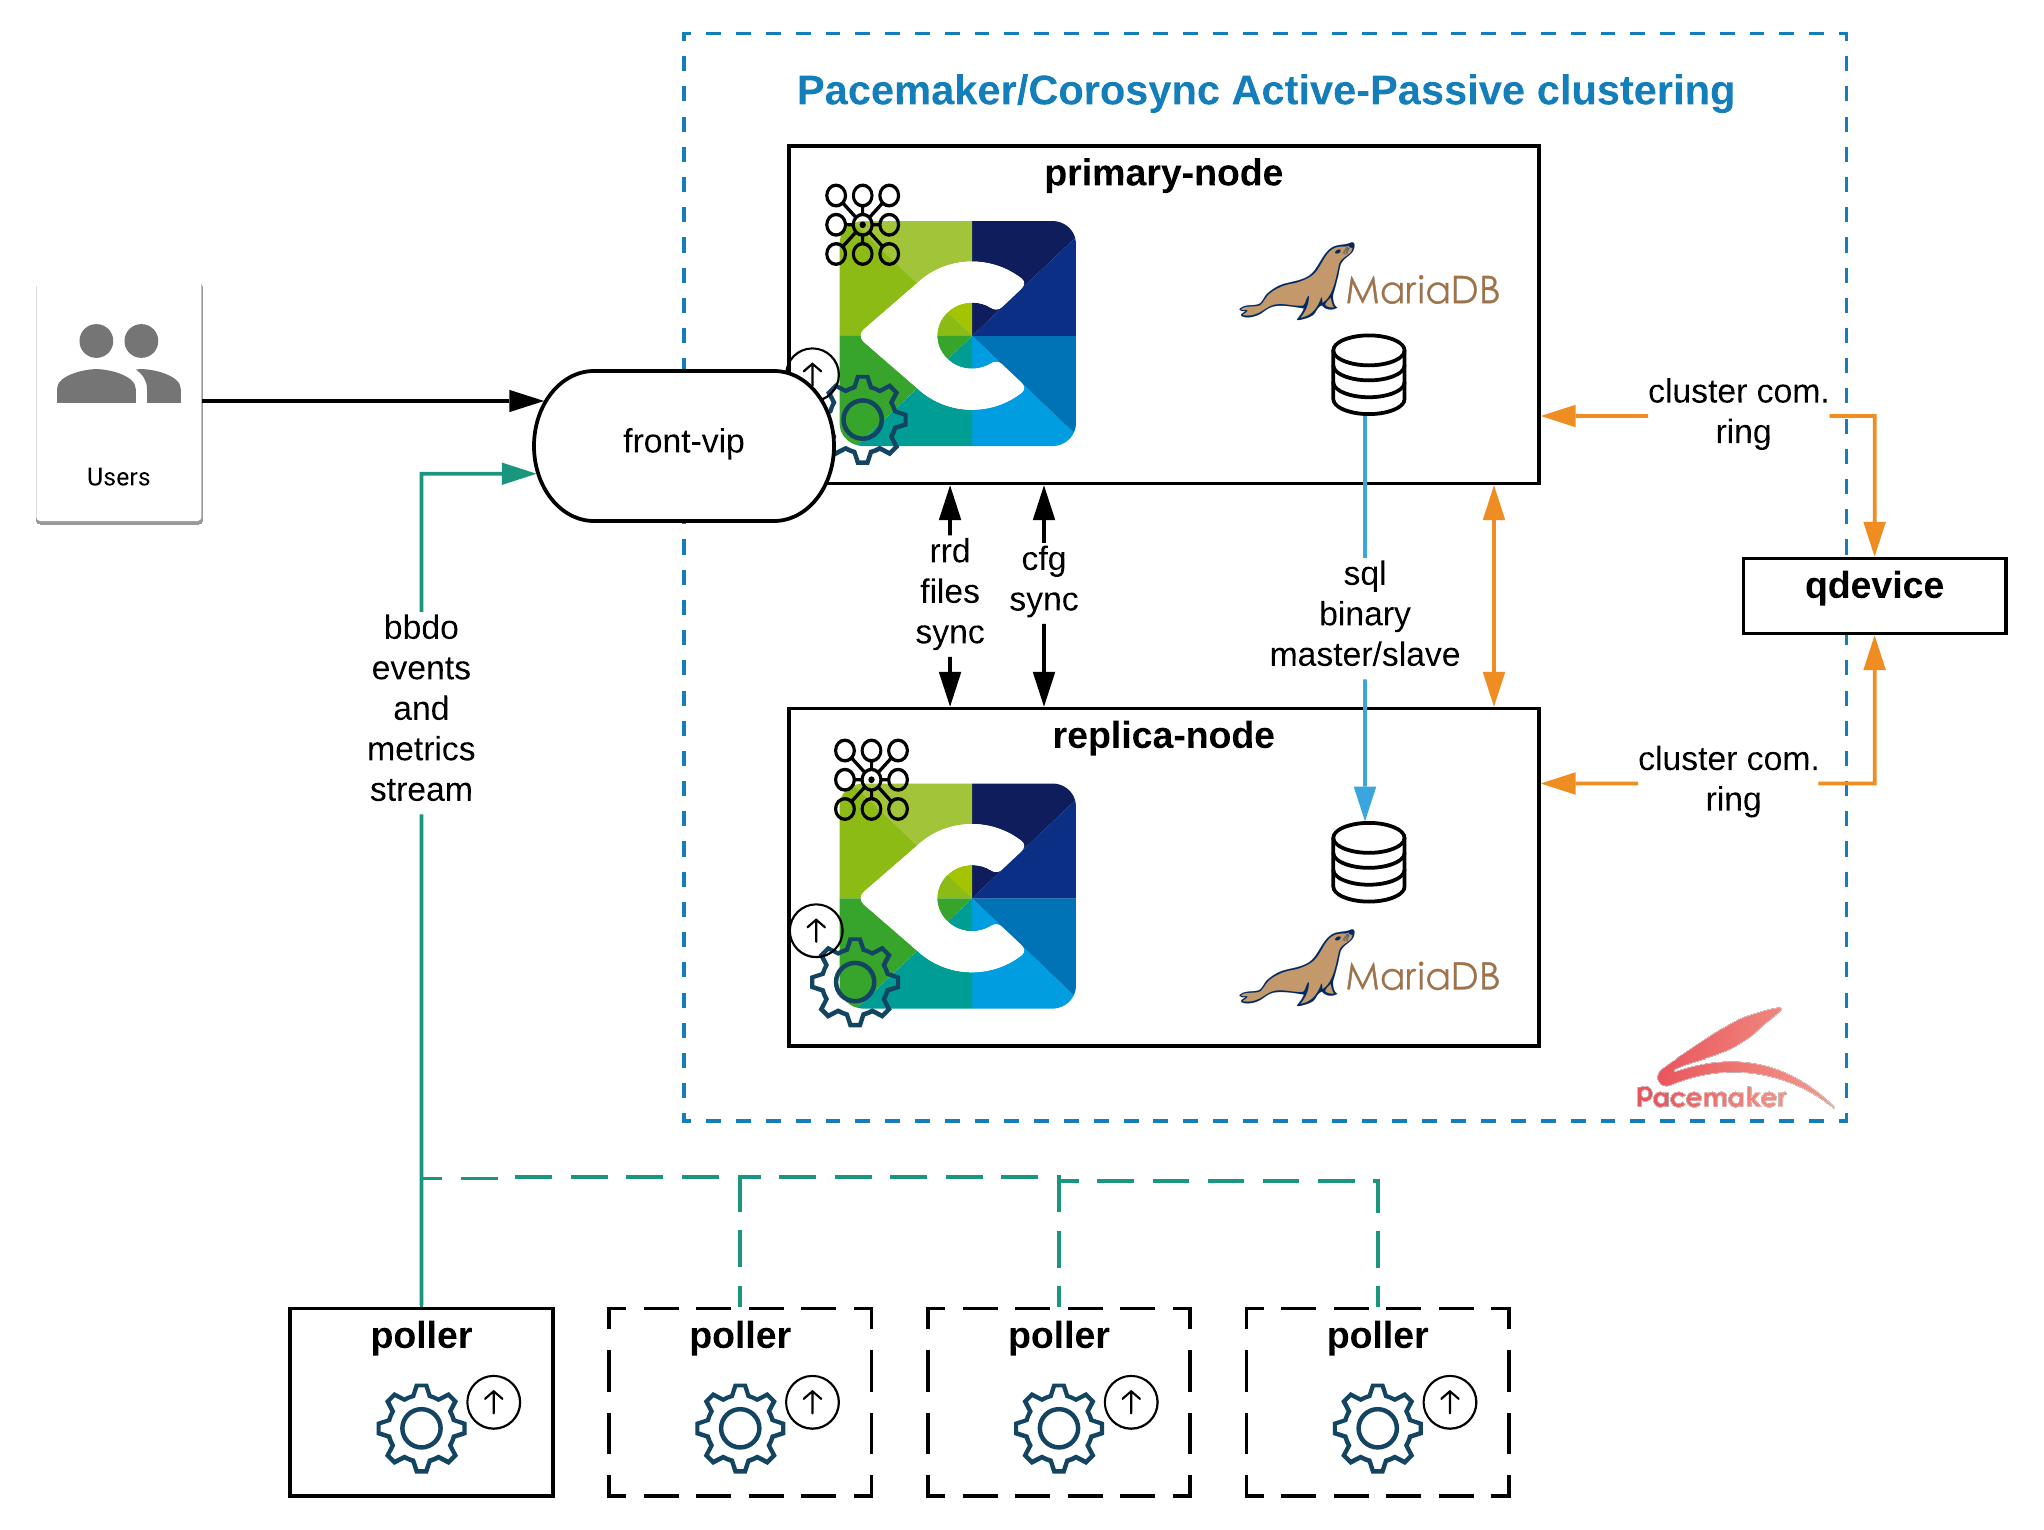 Pacemaker/Corosync Active-Passive clustering
primary-node
MariaDB
Users
front-vip
cluster com.
ring
rrd
files
sync
cfg
sync
sql
binary
master/slave
qdevice
bbdo
events
and
metrics
stream
replica-node
cluster com.
ring
MariaDB
Pacemaker
poller
poller
poller
poller